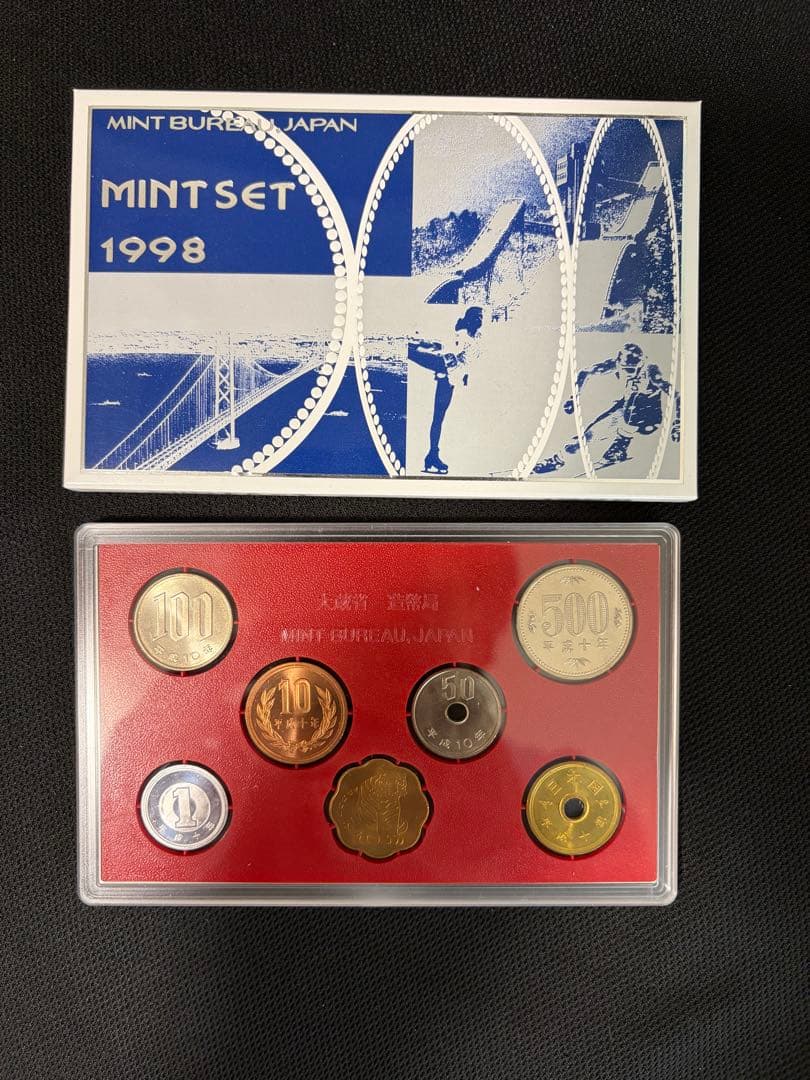 MINT BUREAU, JAPAN
MINT SET
1998
大蔵省 造幣局
MINT BUREAU, JAPAN
100
平成10年
500
平成十年
10
平成十年
50
平成10年
1
平成十年
日本国
平成十年